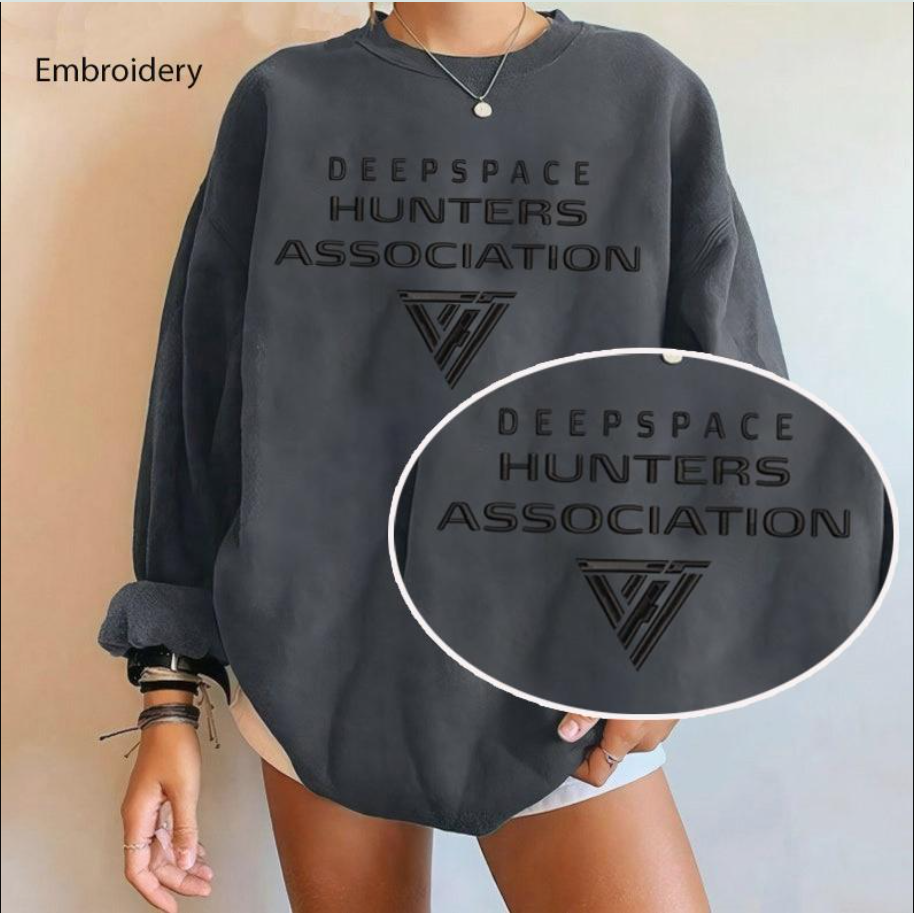 Embroidery
DEEPSPACE
HUNTERS
ASSOCIATION
DEEPSPACE
HUNTERS
ASSOCIATION